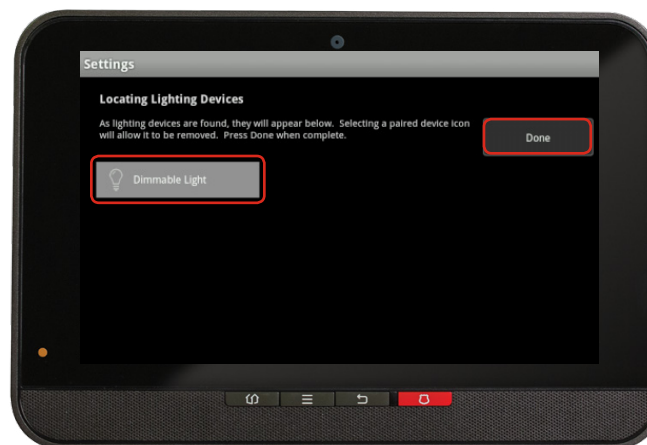 Settings
Locating Lighting Devices
As lighting devices are found, they will appear below.  Selecting a paired device icon
will allow it to be removed.  Press Done when complete.
Done
Dimmable Light